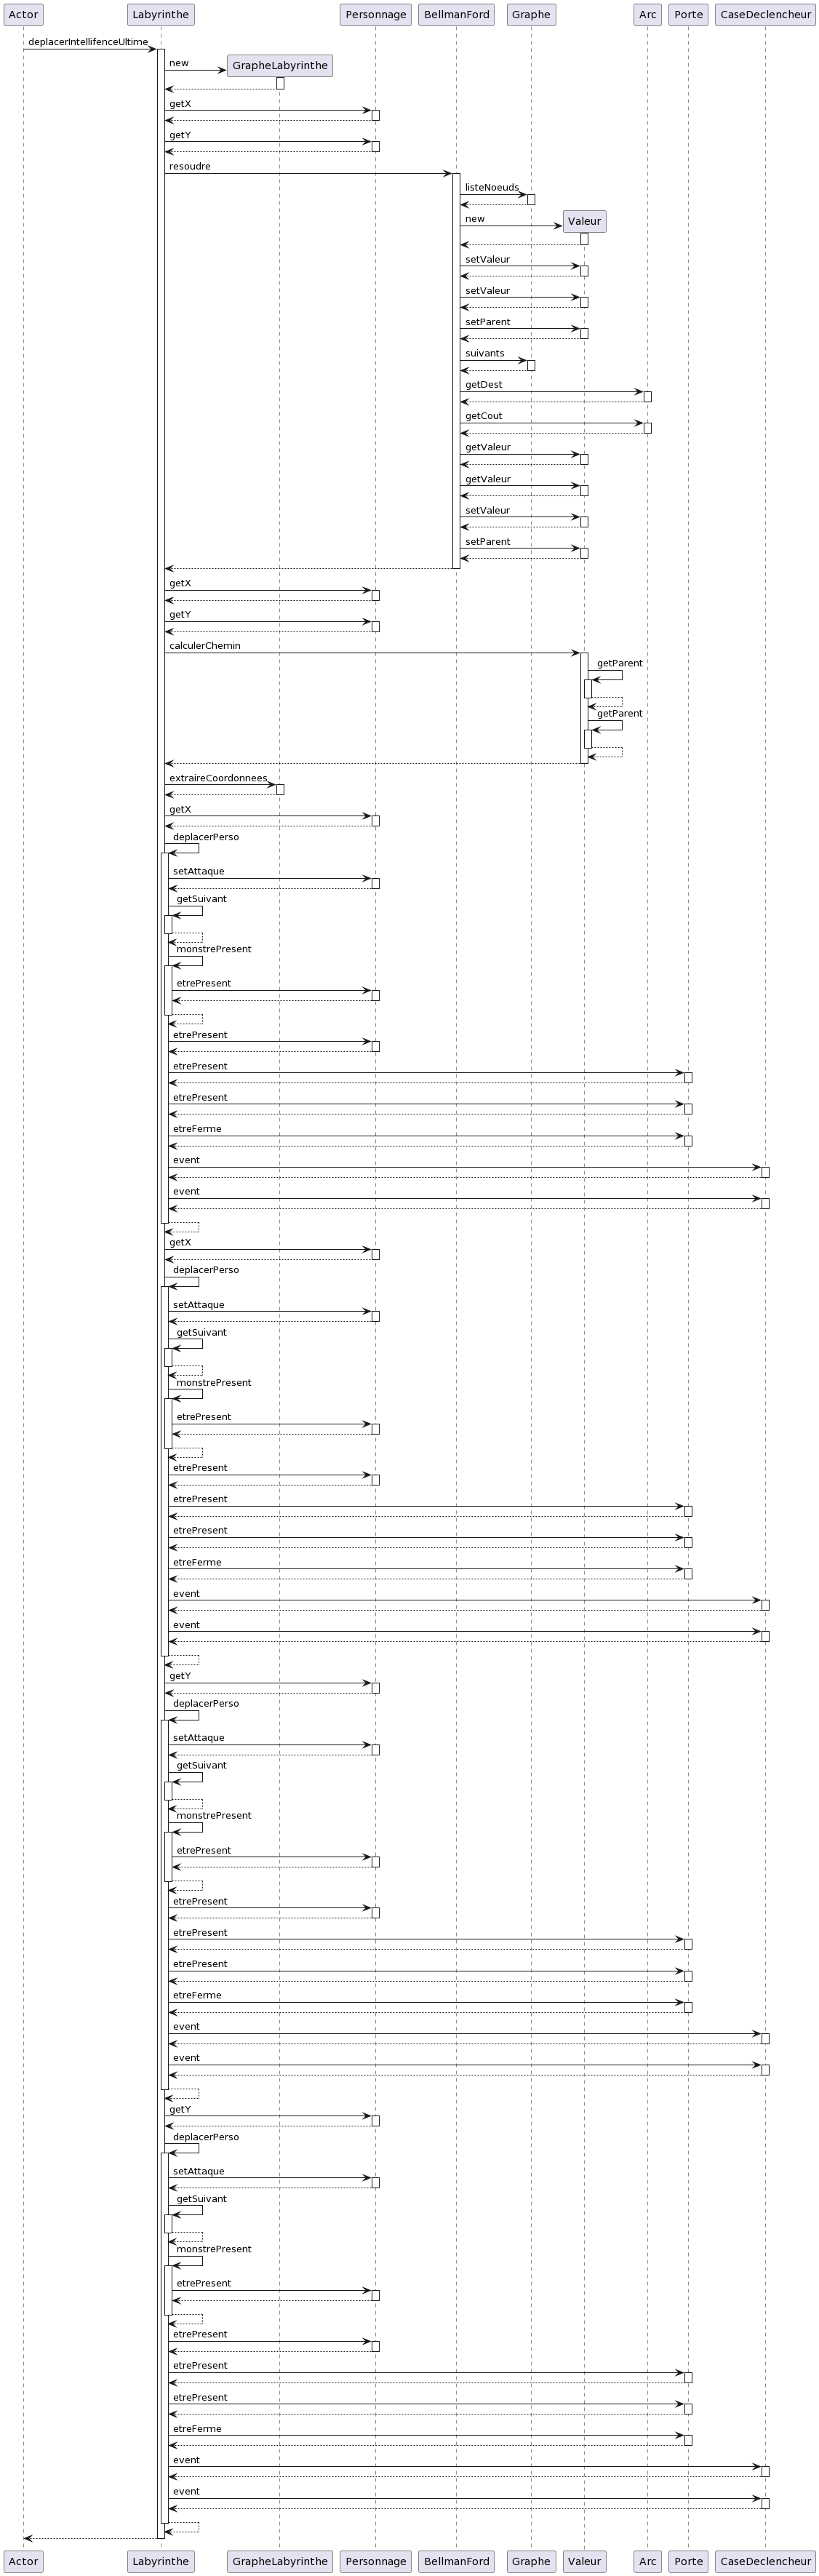 Actor Labyrinthe Personnage BellmanFord Graphe Arc Porte CaseDeclencheur
deplacerIntellifenceUltime
new
GrapheLabyrinthe
getX
getY
resoudre
listeNoeuds
new
Valeur
setValeur
setValeur
setParent
suivants
getDest
getCout
getValeur
getValeur
setValeur
setParent
getX
getY
calculerChemin
getParent
getParent
extraireCoordonnees
getX
deplacerPerso
setAttaque
getSuivant
monstrePresent
etrePresent
etrePresent
etrePresent
etrePresent
etreFerme
event
event
getX
deplacerPerso
setAttaque
getSuivant
monstrePresent
etrePresent
etrePresent
etrePresent
etrePresent
etreFerme
event
event
getY
deplacerPerso
setAttaque
getSuivant
monstrePresent
etrePresent
etrePresent
etrePresent
etrePresent
etreFerme
event
event
getY
deplacerPerso
setAttaque
getSuivant
monstrePresent
etrePresent
etrePresent
etrePresent
etrePresent
etreFerme
event
event
Actor Labyrinthe GrapheLabyrinthe Personnage BellmanFord Graphe Valeur Arc Porte CaseDeclencheur